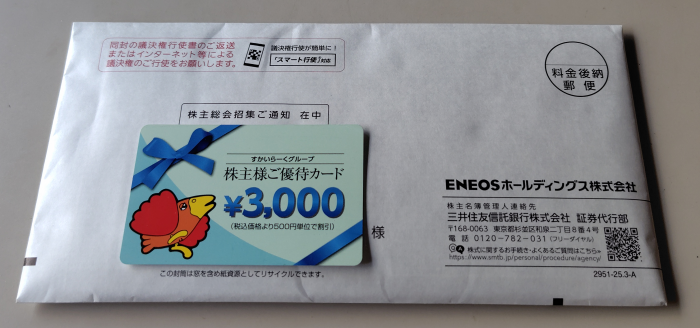 同封の議決権行使書のご返送
またはインターネット等による
議決権のご行使をお願いします。
議決権行使が簡単に！
「スマート行使」対応
料金後納
郵便
株主総会招集ご通知 在中
すかいらーくグループ
株主様ご優待カード
¥3,000
(税込価格より500円単位で割引)
様
ENEOSホールディングス株式会社
株主名簿管理人連絡先
三井住友信託銀行株式会社 証券代行部
〒168-0063 東京都杉並区和泉二丁目8番4号
電話 0120-782-031 (フリーダイヤル)
Q&A 株式に関するお手続き・よくあるご質問はこちら
https://www.smtb.jp/personal/procedure/agency/
この封筒は窓を含め紙資源としてリサイクルできます。
2951-25.3-A